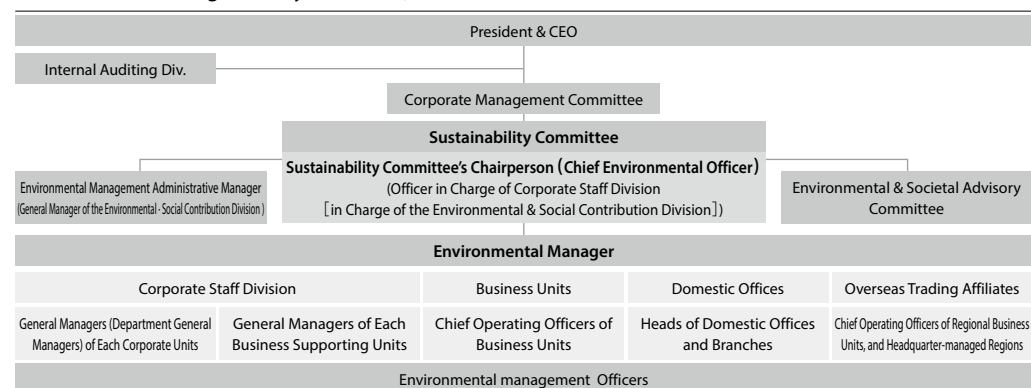 President & CEO
Internal Auditing Div.
Corporate Management Committee
Sustainability Committee
Sustainability Committee's Chairperson (Chief Environmental Officer)
(Officer in Charge of Corporate Staff Division
[in Charge of the Environmental & Social Contribution Division])
Environmental Management Administrative Manager
(General Manager of the Environmental · Social Contribution Division )
Environmental & Societal Advisory
Committee
Environmental Manager
Corporate Staff Division
Business Units
Domestic Offices
Overseas Trading Affiliates
General Managers (Department General
Managers) of Each Corporate Units
General Managers of Each
Business Supporting Units
Chief Operating Officers of
Business Units
Heads of Domestic Offices
and Branches
Chief Operating Officers of Regional Business
Units, and Headquarter-managed Regions
Environmental management Officers